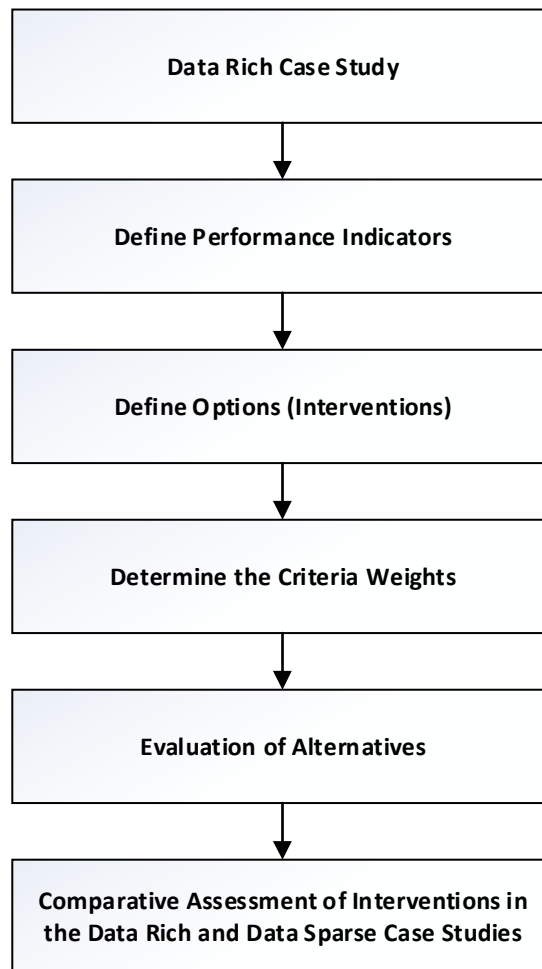 Data Rich Case Study
Define Performance Indicators
Define Options (Interventions)
Determine the Criteria Weights
Evaluation of Alternatives
Comparative Assessment of Interventions in
the Data Rich and Data Sparse Case Studies